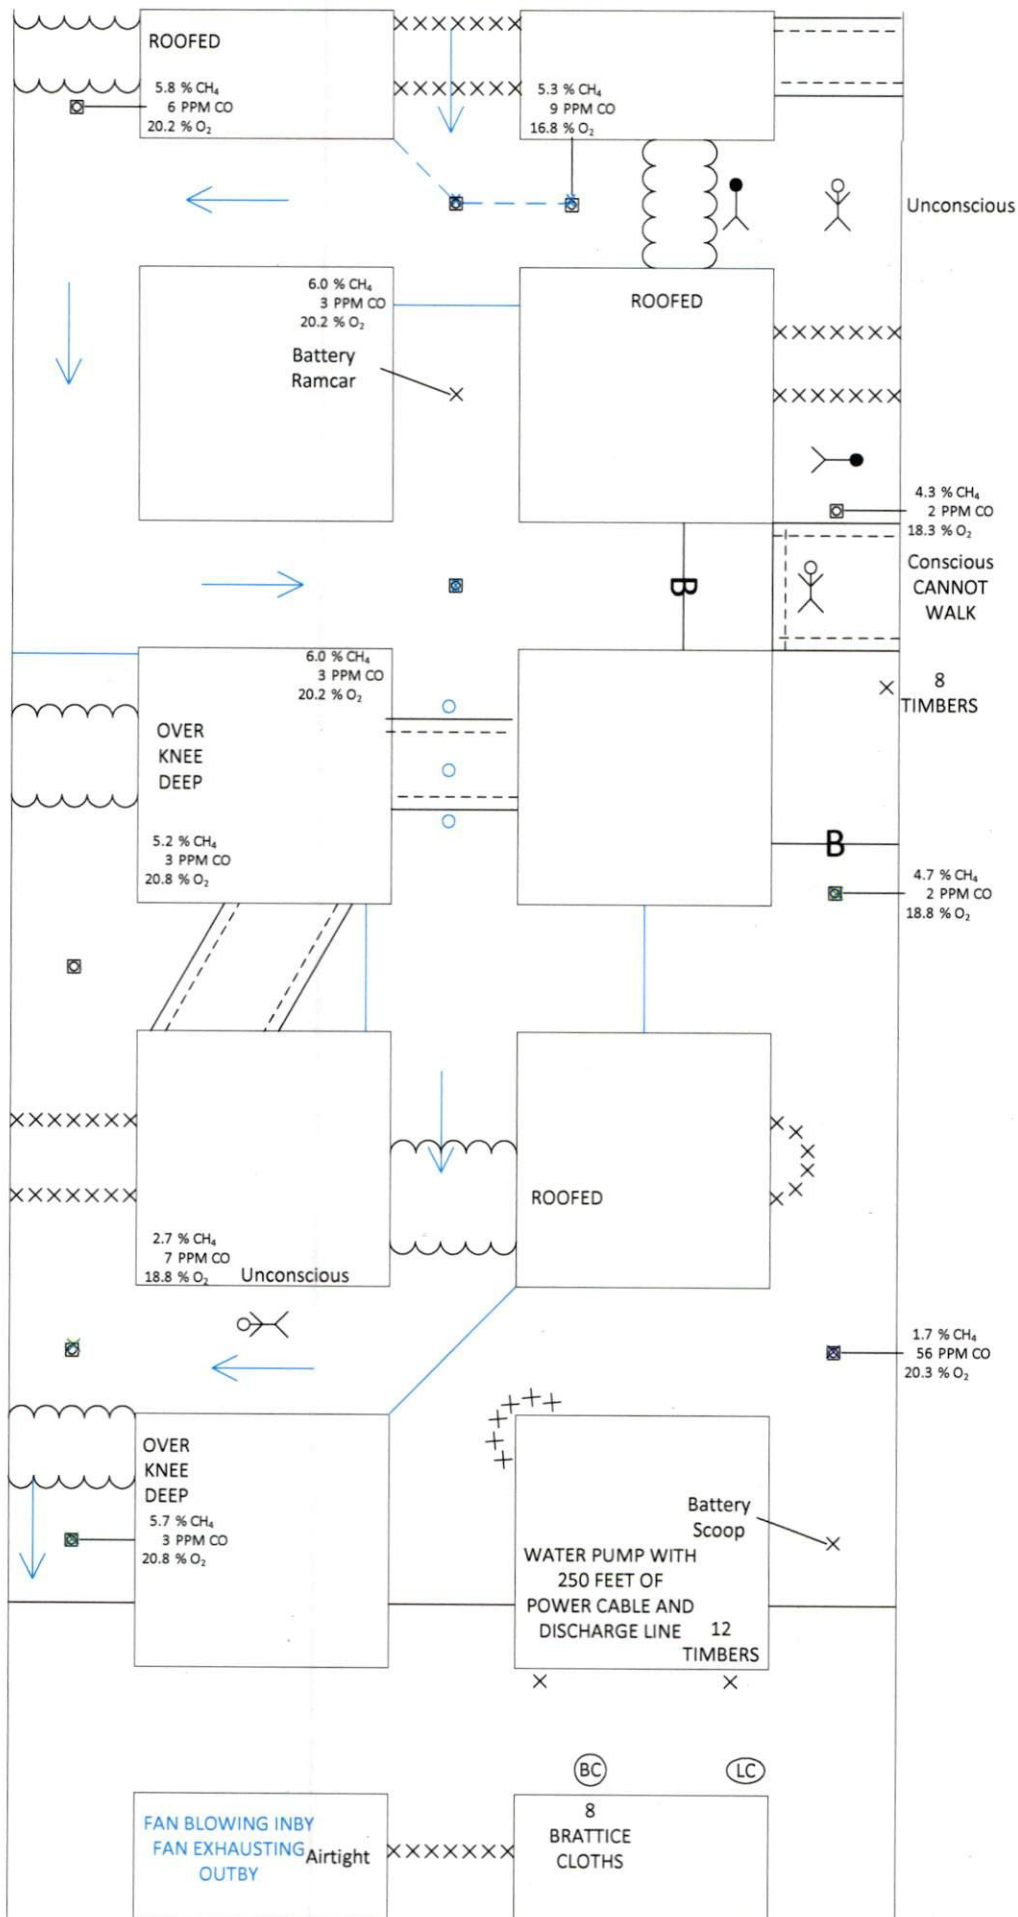 ROOFED
5.8 % CH₄
6 PPM CO
20.2 % O₂
5.3 % CH₄
9 PPM CO
16.8 % O₂
Unconscious
6.0 % CH₄
3 PPM CO
20.2 % O₂
ROOFED
Battery
Ramcar
4.3 % CH₄
2 PPM CO
18.3 % O₂
B
Conscious
CANNOT
WALK
6.0 % CH₄
3 PPM CO
20.2 % O₂
8
TIMBERS
OVER
KNEE
DEEP
5.2 % CH₄
3 PPM CO
20.8 % O₂
B
4.7 % CH₄
2 PPM CO
18.8 % O₂
ROOFED
2.7 % CH₄
7 PPM CO
18.8 % O₂
Unconscious
1.7 % CH₄
56 PPM CO
20.3 % O₂
OVER
KNEE
DEEP
5.7 % CH₄
3 PPM CO
20.8 % O₂
Battery
Scoop
WATER PUMP WITH
250 FEET OF
POWER CABLE AND
DISCHARGE LINE
12
TIMBERS
BC
LC
FAN BLOWING INBY
FAN EXHAUSTING
OUTBY
Airtight
8
BRATTICE
CLOTHS